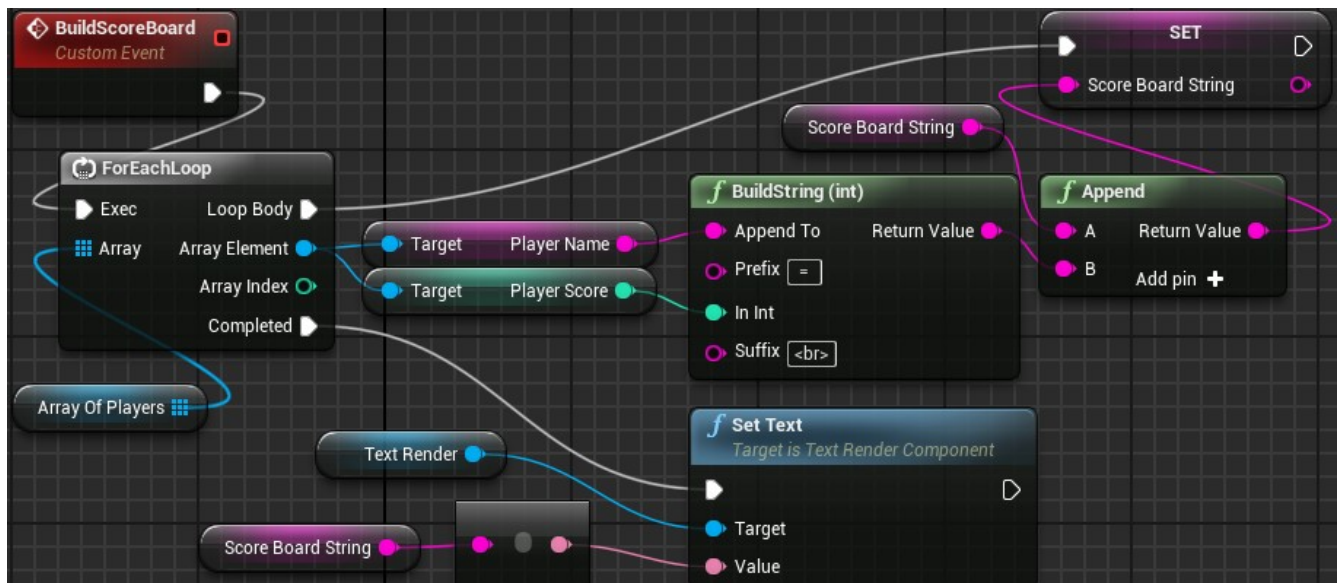 BuildScoreBoard
Custom Event
SET
Score Board String
Score Board String
ForEachLoop
Exec Loop Body
Array Array Element
Array Index
Completed
Target Player Name
Target Player Score
f BuildString (int)
Append To Return Value
Prefix =
In Int
Suffix <br>
f Append
A Return Value
B
Add pin +
Array Of Players
Text Render
Score Board String
f Set Text
Target is Text Render Component
Target
Value